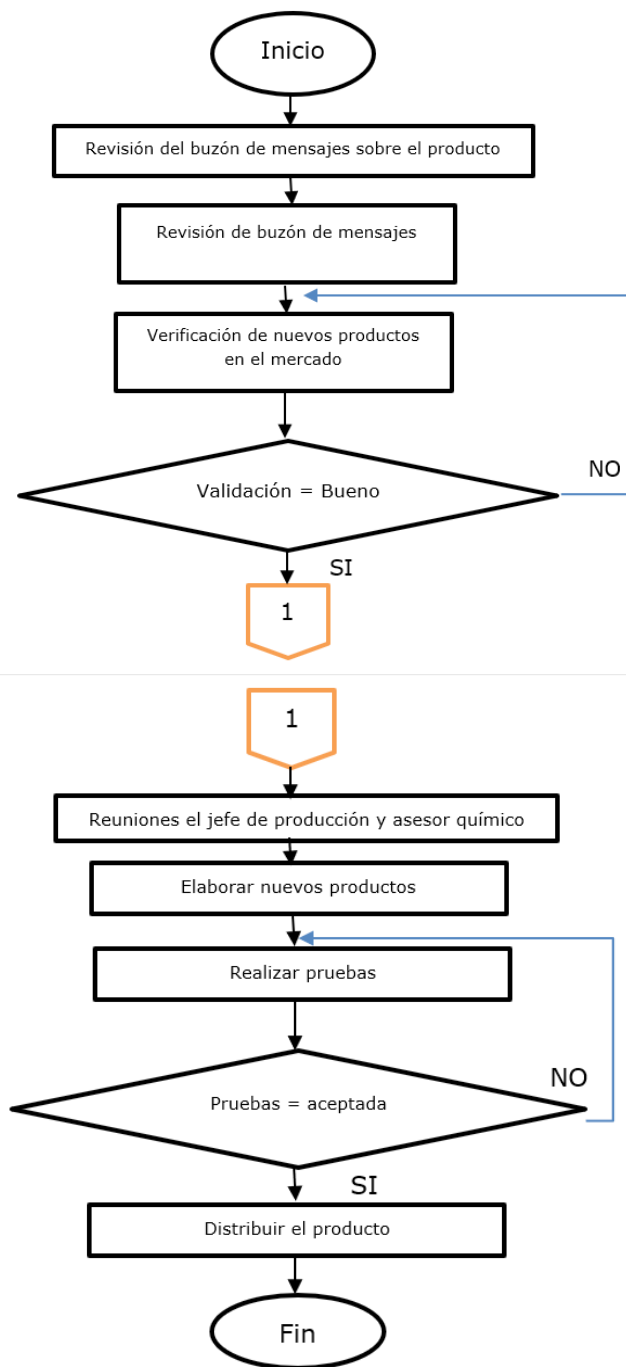 Inicio
Revisión del buzón de mensajes sobre el producto
Revisión de buzón de mensajes
Verificación de nuevos productos
en el mercado
Validación = Bueno
NO
SI
1
1
Reuniones el jefe de producción y asesor químico
Elaborar nuevos productos
Realizar pruebas
Pruebas = aceptada
NO
SI
Distribuir el producto
Fin